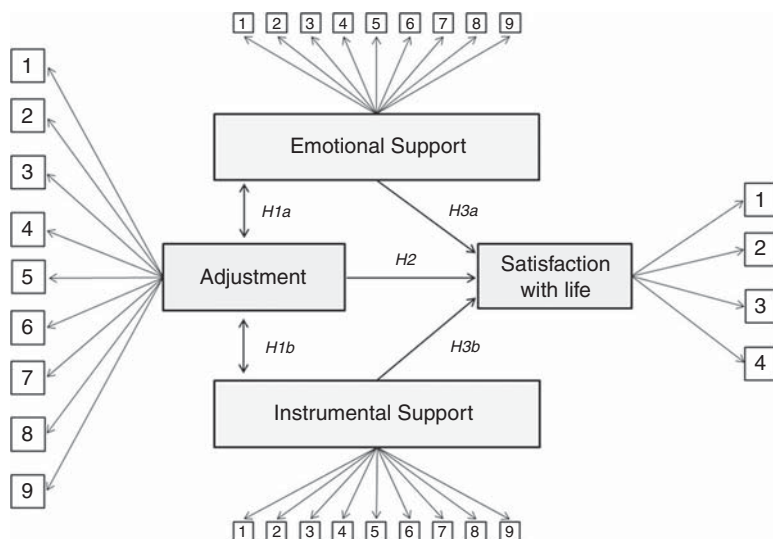 1 2 3 4 5 6 7 8 9
1
2
3
4
5
6
7
8
9
Emotional Support
H1a
H3a
Adjustment
H2
Satisfaction
with life
H1b
H3b
Instrumental Support
1
2
3
4
1 2 3 4 5 6 7 8 9